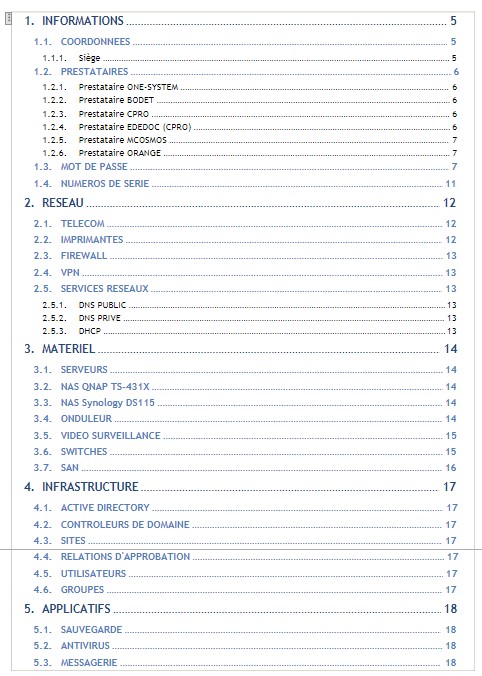 1. INFORMATIONS 5
1.1. COORDONNEES 5
1.1.1. Siège 5
1.2. PRESTATAIRES 6
1.2.1. Prestataire ONE-SYSTEM 6
1.2.2. Prestataire BODET 6
1.2.3. Prestataire CPRO 6
1.2.4. Prestataire EDEDOC (CPRO) 6
1.2.5. Prestataire MCOSMOS 7
1.2.6. Prestataire ORANGE 7
1.3. MOT DE PASSE 7
1.4. NUMEROS DE SERIE 11
2. RESEAU 12
2.1. TELECOM 12
2.2. IMPRIMANTES 12
2.3. FIREWALL 13
2.4. VPN 13
2.5. SERVICES RESEAUX 13
2.5.1. DNS PUBLIC 13
2.5.2. DNS PRIVE 13
2.5.3. DHCP 13
3. MATERIEL 14
3.1. SERVEURS 14
3.2. NAS QNAP TS-431X 14
3.3. NAS Synology DS115 14
3.4. ONDULEUR 14
3.5. VIDEO SURVEILLANCE 15
3.6. SWITCHES 15
3.7. SAN 16
4. INFRASTRUCTURE 17
4.1. ACTIVE DIRECTORY 17
4.2. CONTROLEURS DE DOMAINE 17
4.3. SITES 17
4.4. RELATIONS D'APPROBATION 17
4.5. UTILISATEURS 17
4.6. GROUPES 17
5. APPLICATIFS 18
5.1. SAUVEGARDE 18
5.2. ANTIVIRUS 18
5.3. MESSAGERIE 18